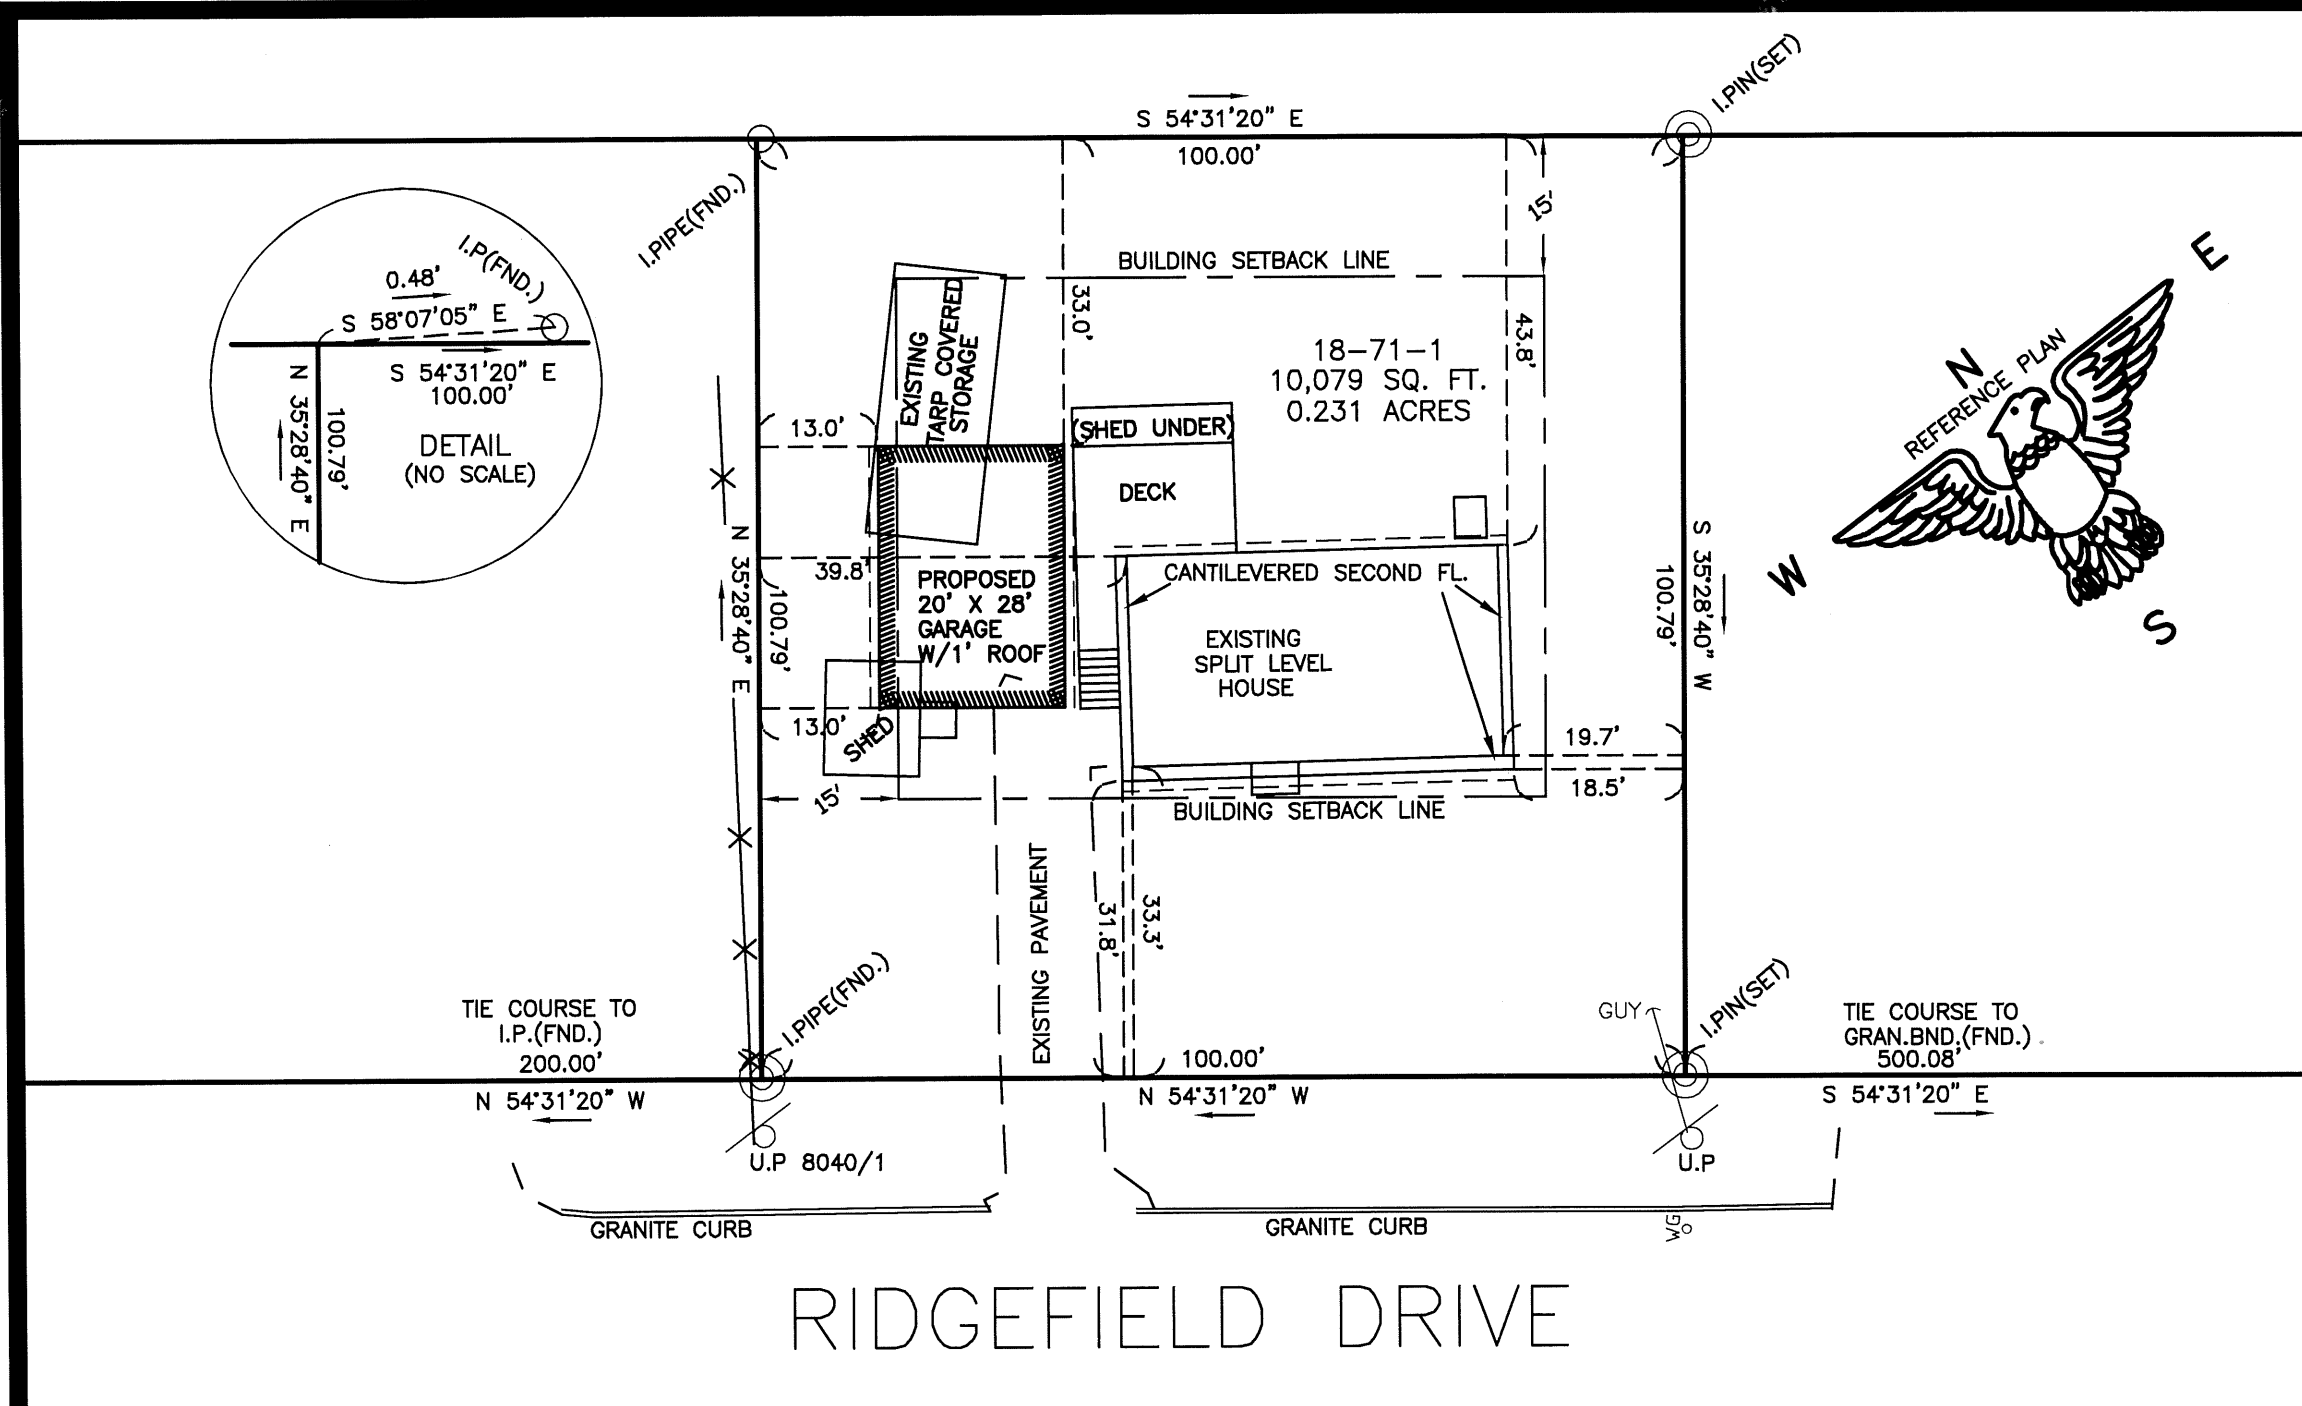 I.PIN(SET)
S 54°31'20" E
100.00'
I.PIPE(FND.)
15'
I.P(FND.)
0.48'
S 58°07'05" E
S 54°31'20" E
100.00'
N 35°28'40" E
100.79'
DETAIL
(NO SCALE)
BUILDING SETBACK LINE
33.0'
43.8'
EXISTING
TARP COVERED
STORAGE
18-71-1
10,079 SQ. FT.
0.231 ACRES
E
N
REFERENCE PLAN
W
S
13.0'
(SHED UNDER)
DECK
N 35°28'40" E
100.79'
39.8'
PROPOSED
20' X 28'
GARAGE
W/1' ROOF
CANTILEVERED SECOND FL.
EXISTING
SPLIT LEVEL
HOUSE
S 35°28'40" W
100.79'
13.0'
SHED
19.7'
18.5'
15'
BUILDING SETBACK LINE
EXISTING PAVEMENT
31.8'
33.3'
I.PIPE(FND.)
I.PIN(SET)
GUY
TIE COURSE TO
I.P.(FND.)
200.00'
N 54°31'20" W
100.00'
N 54°31'20" W
TIE COURSE TO
GRAN.BND.(FND.)
500.08'
S 54°31'20" E
U.P 8040/1
U.P
GRANITE CURB
GRANITE CURB
WG
RIDGEFIELD DRIVE